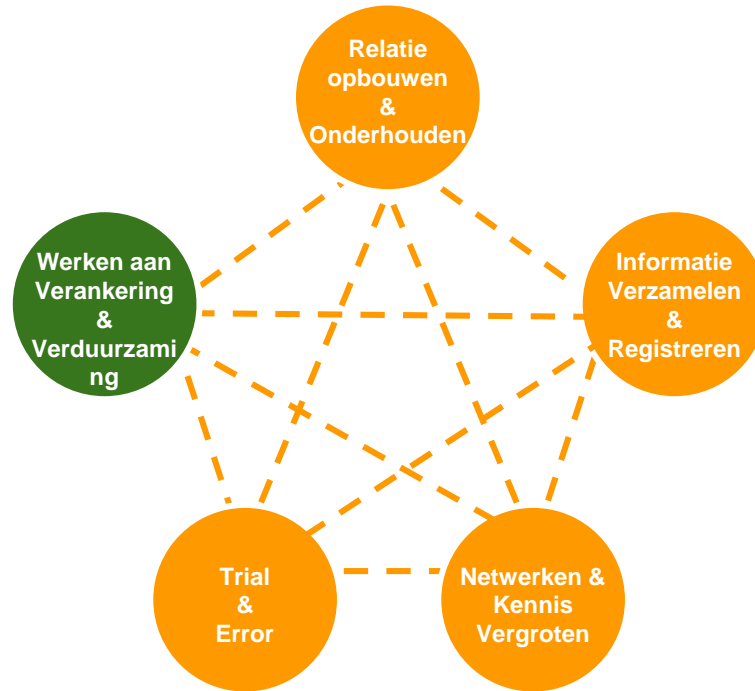 Relatie
opbouwen
&
Onderhouden
Werken aan
Verankering
&
Verduurzami
ng
Informatie
Verzamelen
&
Registreren
Trial
&
Error
Netwerken &
Kennis
Vergroten